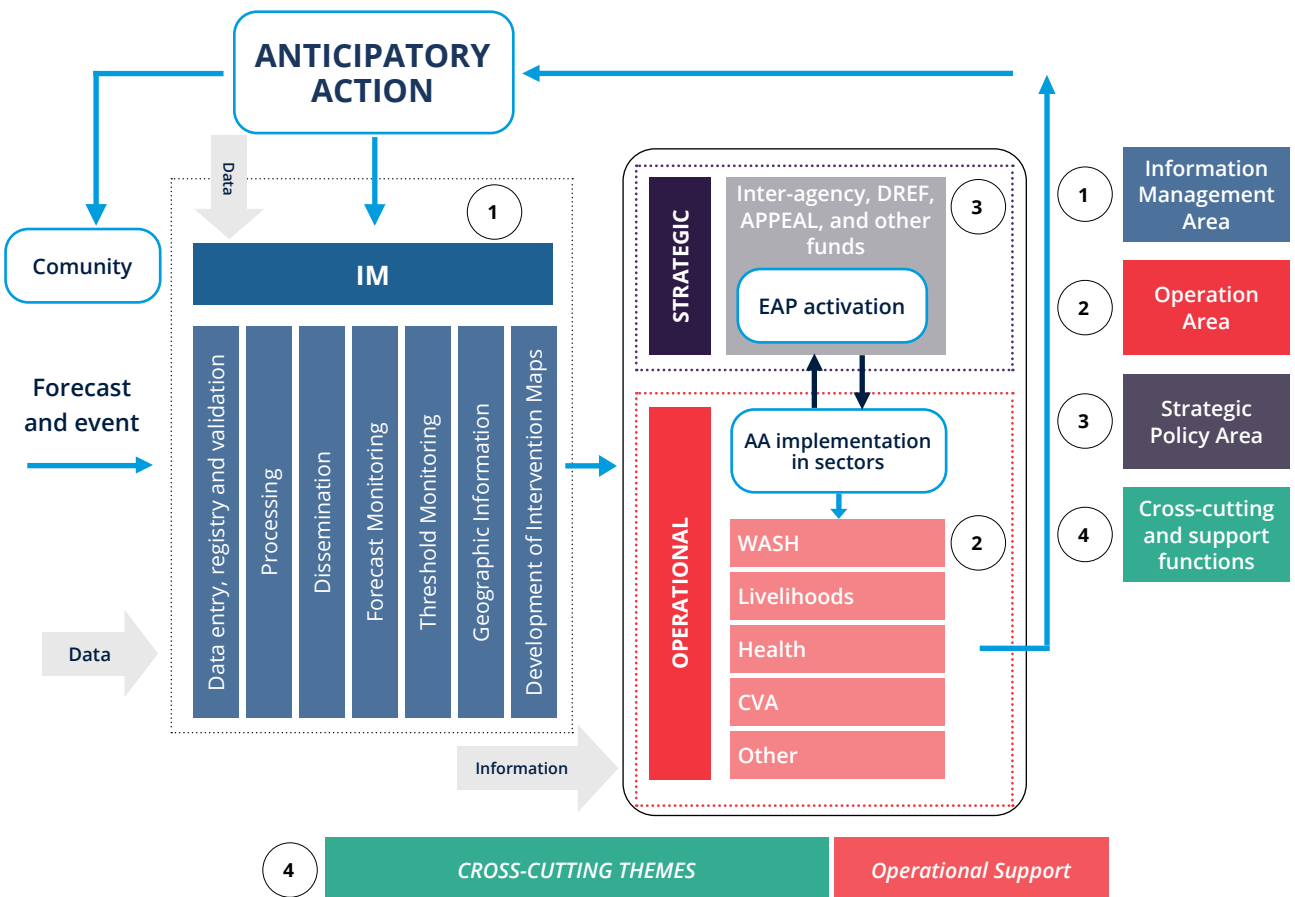 ANTICIPATORY
ACTION
Data
Comunity
1
IM
Forecast
and event
Data entry, registry and validation
Processing
Dissemination
Forecast Monitoring
Threshold Monitoring
Geographic Information
Development of Intervention Maps
Data
Information
STRATEGIC
Inter-agency, DREF,
APPEAL, and other
funds
3
EAP activation
OPERATIONAL
AA implementation
in sectors
WASH
2
Livelihoods
Health
CVA
Other
1
Information
Management
Area
2
Operation
Area
3
Strategic
Policy Area
4
Cross-cutting
and support
functions
4
CROSS-CUTTING THEMES
Operational Support